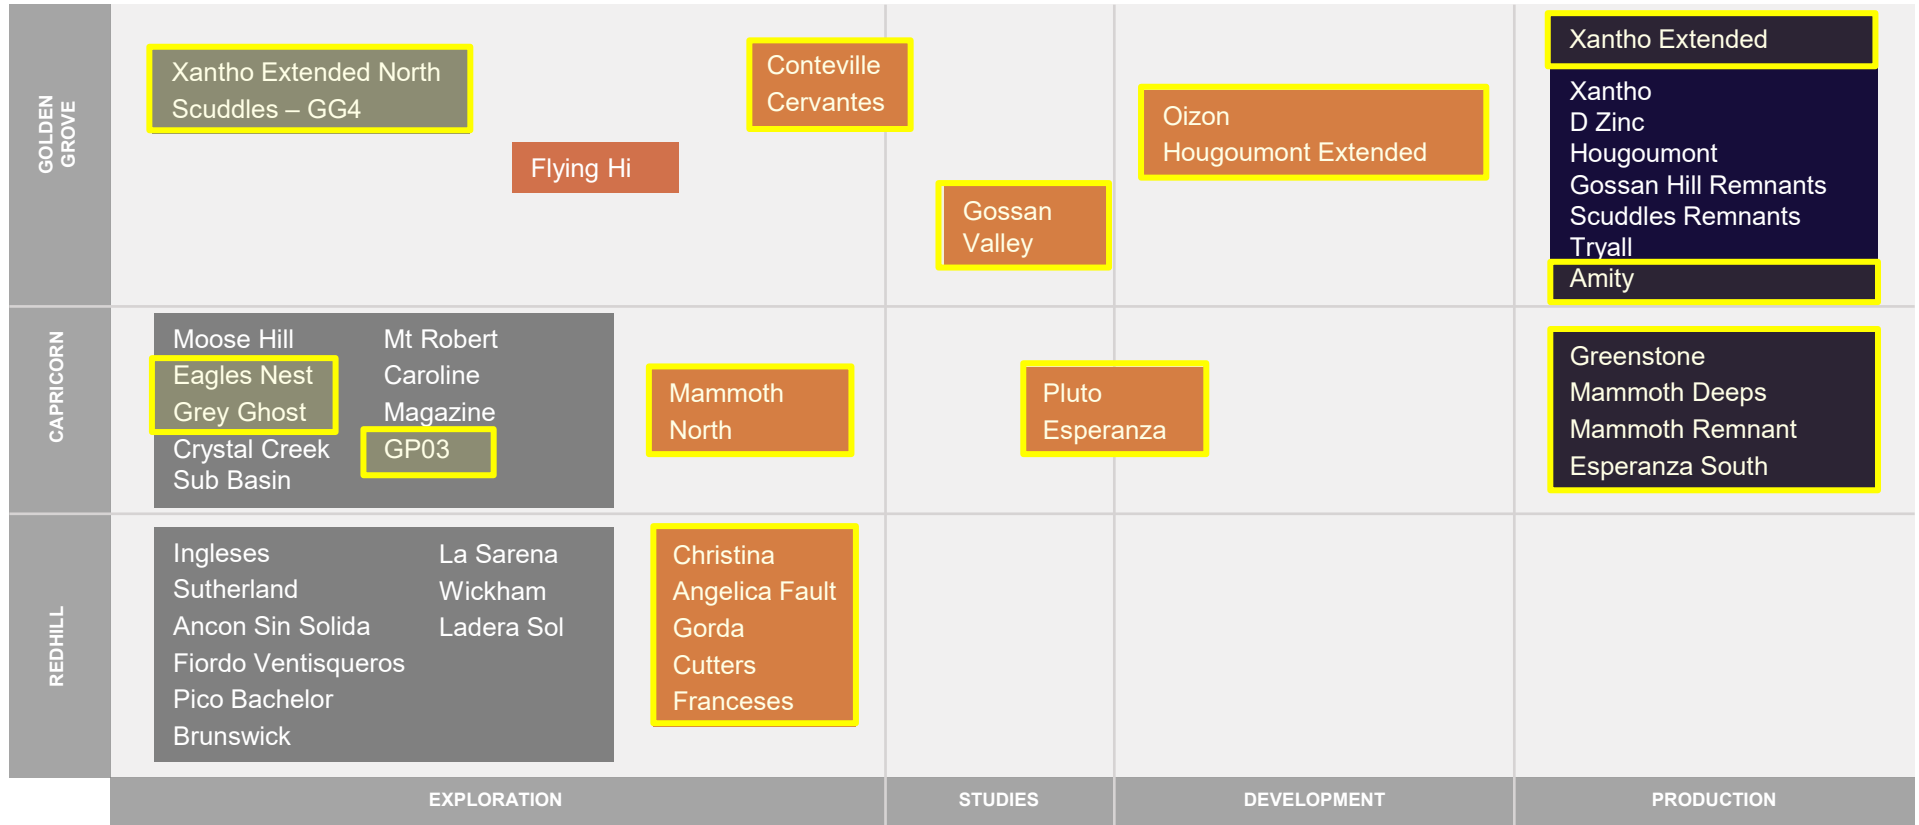 GOLDEN
GROVE
Xantho Extended North
Scuddles – GG4
Flying Hi
Conteville
Cervantes
Gossan
Valley
Oizon
Hougoumont Extended
Xantho Extended
Xantho
D Zinc
Hougoumont
Gossan Hill Remnants
Scuddles Remnants
Tryall
Amity
CAPRICORN
Moose Hill
Eagles Nest
Grey Ghost
Crystal Creek
Sub Basin
Mt Robert
Caroline
Magazine
GP03
Mammoth
North
Pluto
Esperanza
Greenstone
Mammoth Deeps
Mammoth Remnant
Esperanza South
REDHILL
Ingleses
Sutherland
Ancon Sin Solida
Fiordo Ventisqueros
Pico Bachelor
Brunswick
La Sarena
Wickham
Ladera Sol
Christina
Angelica Fault
Gorda
Cutters
Franceses
EXPLORATION
STUDIES
DEVELOPMENT
PRODUCTION